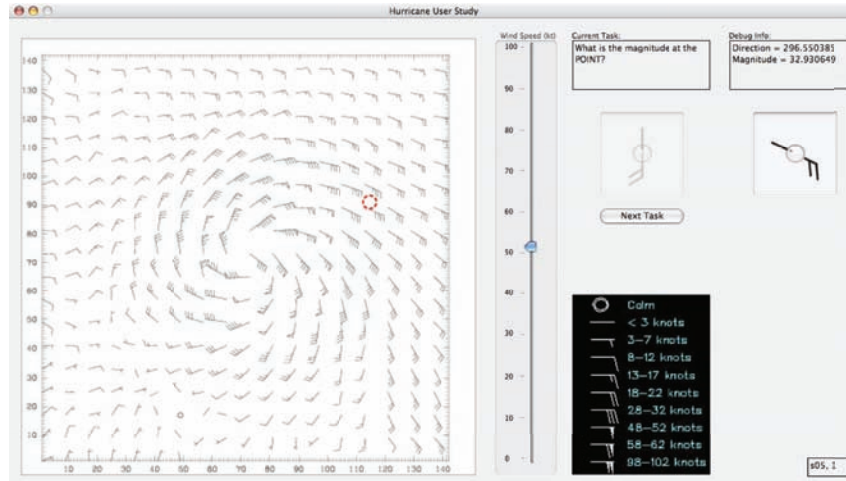 Hurricane User Study
Wind Speed (kt)
Current Task:
Debug Info:
What is the magnitude at the
POINT?
Direction = 296.550385
Magnitude = 32.930649
100
90
80
70
60
50
40
30
20
10
0
140
130
120
110
100
90
80
70
60
50
40
30
20
10
10 20 30 40 50 60 70 80 90 100 110 120 130 140
Next Task
Calm
< 3 knots
3-7 knots
8-12 knots
13-17 knots
18-22 knots
28-32 knots
48-52 knots
58-62 knots
98-102 knots
s05, 1